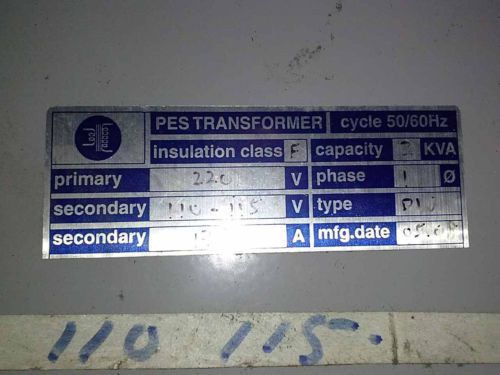 PES TRANSFORMER cycle 50/60Hz
insulation class F capacity KVA
primary 220 V phase 1 Ø
secondary 110-115 V type
secondary A mfg.date
110 115.